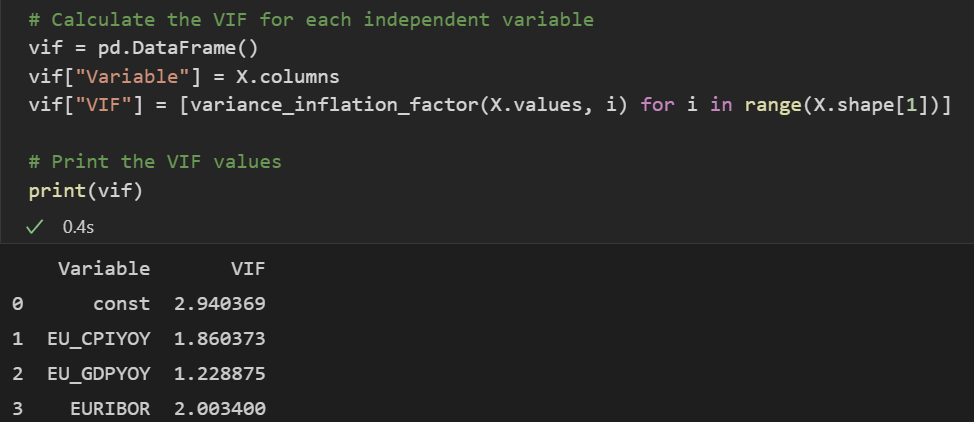 # Calculate the VIF for each independent variable
vif = pd.DataFrame()
vif["Variable"] = X.columns
vif["VIF"] = [variance_inflation_factor(X.values, i) for i in range(X.shape[1])]
# Print the VIF values
print(vif)
0.4s
Variable VIF
0 const 2.940369
1 EU_CPIYOY 1.860373
2 EU_GDPYOY 1.228875
3 EURIBOR 2.003400